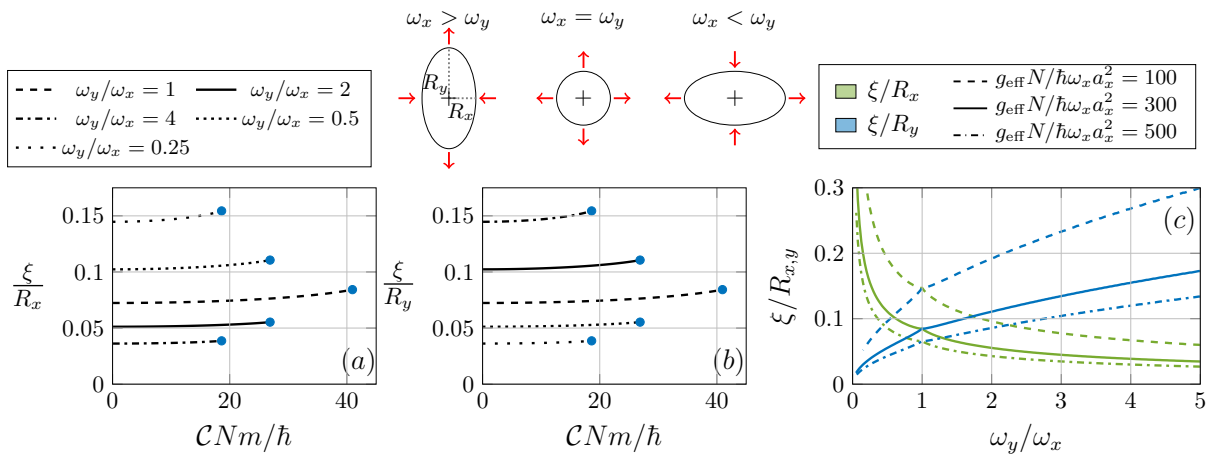 ω_x > ω_y
ω_x = ω_y
ω_x < ω_y
R_y
R_x
ω_y/ω_x = 1
ω_y/ω_x = 2
ω_y/ω_x = 4
ω_y/ω_x = 0.5
ω_y/ω_x = 0.25
ξ/R_x
ξ/R_y
g_eff N/ħω_x a_x^2 = 100
g_eff N/ħω_x a_x^2 = 300
g_eff N/ħω_x a_x^2 = 500
ξ/R_x
0.15
0.1
0.05
0
0 20 40
(a)
𝒞Nm/ħ
ξ/R_y
0.15
0.1
0.05
0
0 20 40
(b)
𝒞Nm/ħ
ξ/R_{x,y}
0.3
0.2
0.1
0
0 1 2 3 4 5
(c)
ω_y/ω_x